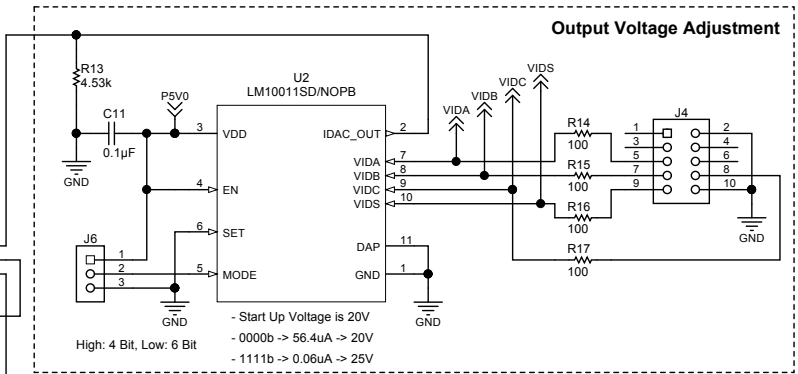 Output Voltage Adjustment
R13
4.53k
C11
0.1µF
GND
P5V0
U2
LM10011SD/NOPB
3 VDD
4 EN
6 SET
5 MODE
IDAC_OUT 2
VIDA 7
VIDB 8
VIDC 9
VIDS 10
DAP 11
GND 1
VIDA
VIDB
VIDC
VIDS
R14
100
R15
100
R16
100
R17
100
J4
1 2
3 4
5 6
7 8
9 10
GND
J6
1
2
3
GND
GND
High: 4 Bit, Low: 6 Bit
- Start Up Voltage is 20V
- 0000b -> 56.4uA -> 20V
- 1111b -> 0.06uA -> 25V